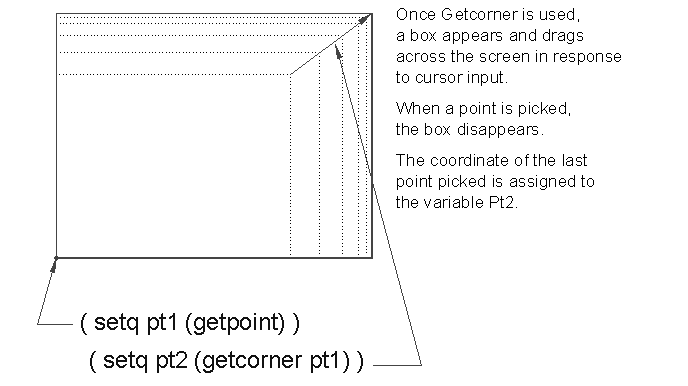 Once Getcorner is used,
a box appears and drags
across the screen in response
to cursor input.
When a point is picked,
the box disappears.
The coordinate of the last
point picked is assigned to
the variable Pt2.
( setq pt1 (getpoint) )
( setq pt2 (getcorner pt1) )